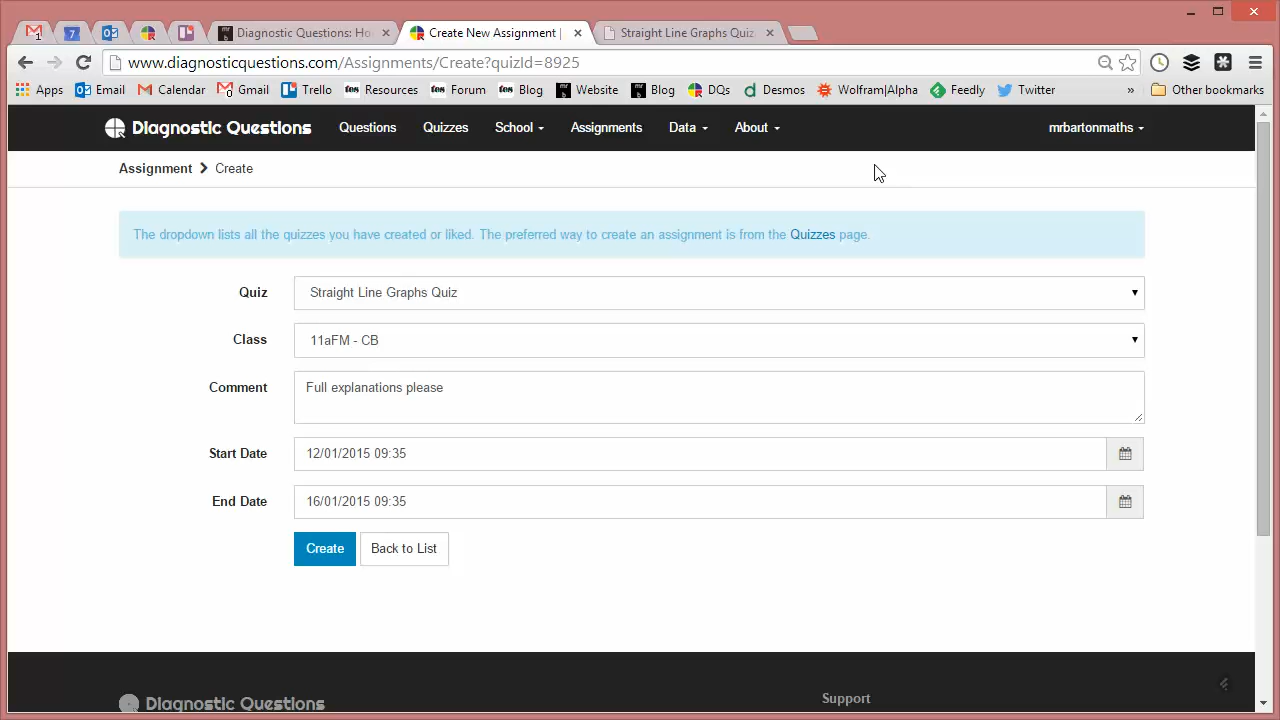 Diagnostic Questions: Ho
Create New Assignment |
Straight Line Graphs Quiz
www.diagnosticquestions.com/Assignments/Create?quizId=8925
Apps Email Calendar Gmail Trello tes Resources tes Forum tes Blog Website Blog DQs Desmos Wolfram|Alpha Feedly Twitter » Other bookmarks
Diagnostic Questions Questions Quizzes School Assignments Data About mrbartonmaths
Assignment Create
The dropdown lists all the quizzes you have created or liked. The preferred way to create an assignment is from the Quizzes page.
Quiz Straight Line Graphs Quiz
Class 11aFM - CB
Comment Full explanations please
Start Date 12/01/2015 09:35
End Date 16/01/2015 09:35
Create Back to List
Diagnostic Questions Support